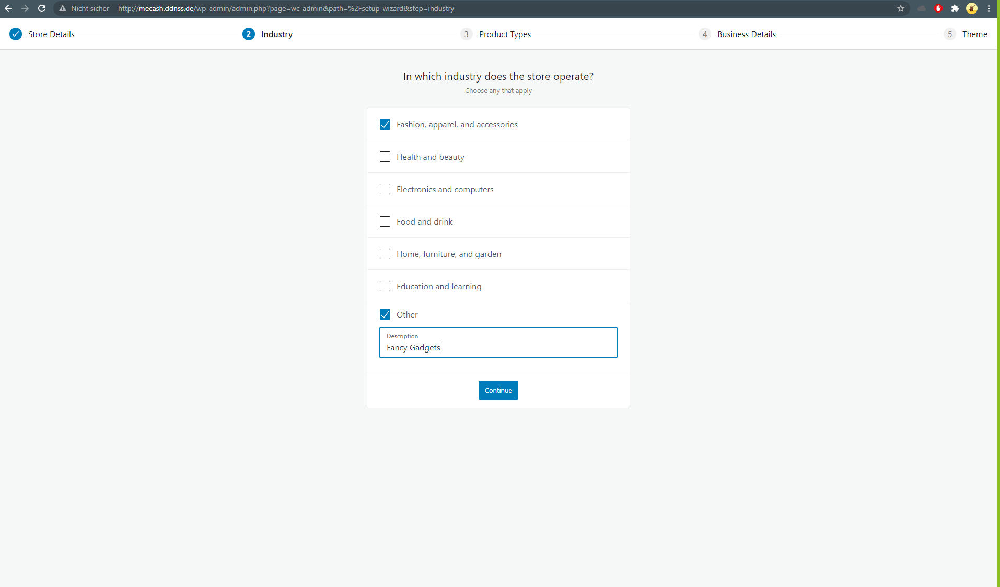 Nicht sicher http://mecash.ddnss.de/wp-admin/admin.php?page=wc-admin&path=%2Fsetup-wizard&step=industry
Store Details 2 Industry 3 Product Types 4 Business Details 5 Theme
In which industry does the store operate?
Choose any that apply
Fashion, apparel, and accessories
Health and beauty
Electronics and computers
Food and drink
Home, furniture, and garden
Education and learning
Other
Description
Fancy Gadgets
Continue